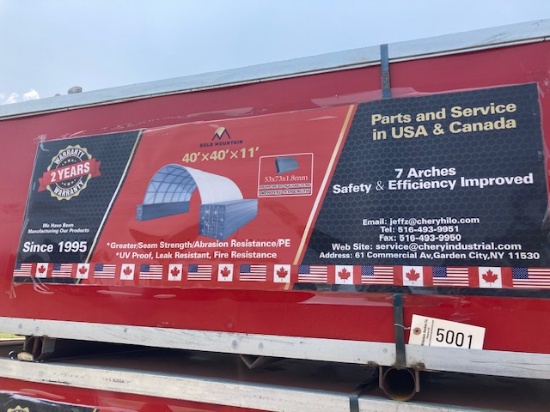 WARRANTY
2 YEARS
WARRANTY
We Have Been
Manufacturing Our Products
Since 1995
GOLD MOUNTAIN
40'×40'×11'
53x73x1.8mm
*Greater/Seam Strength/Abrasion Resistance/PE
*UV Proof, Leak Resistant, Fire Resistance
Parts and Service
in USA & Canada
7 Arches
Safety & Efficiency Improved
Email: jeffz@cheryhilo.com
Tel: 516-493-9951
Fax: 516-493-9950
Web Site: service@cheryindustrial.com
Address: 61 Commercial Av,Garden City,NY 11530
5001